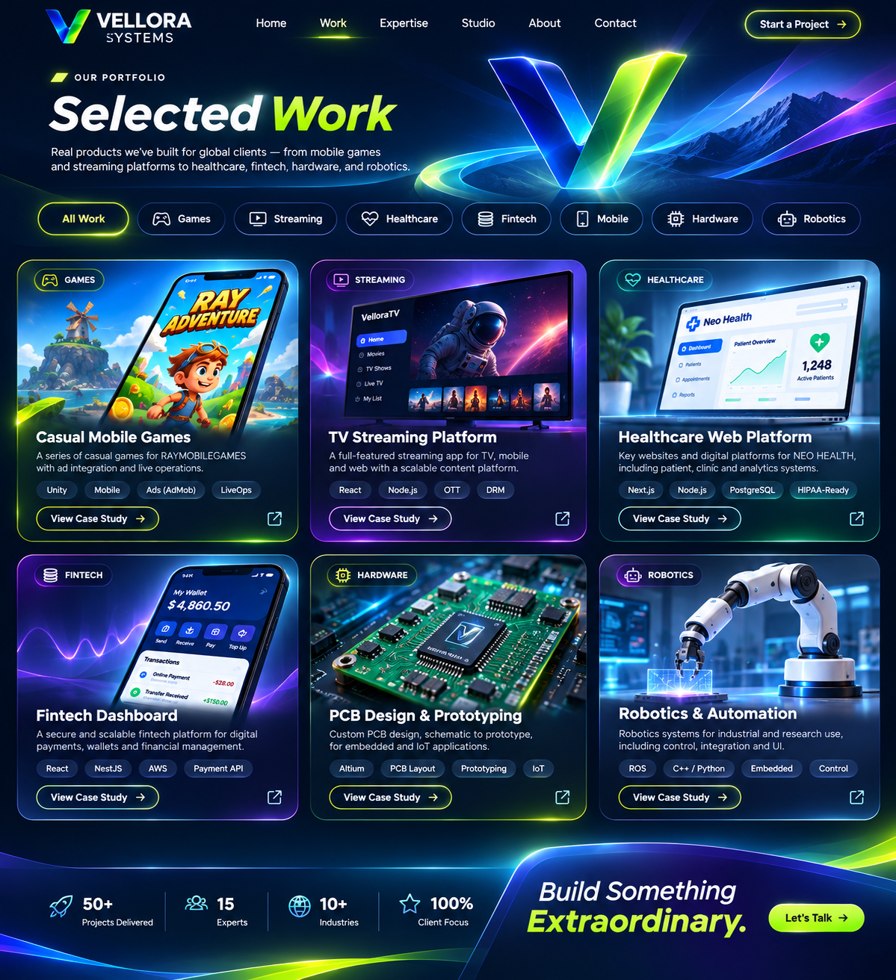 VELLORA
SYSTEMS
Home
Work
Expertise
Studio
About
Contact
Start a Project
OUR PORTFOLIO
Selected Work
Real products we've built for global clients — from mobile games
and streaming platforms to healthcare, fintech, hardware, and robotics.
All Work
Games
Streaming
Healthcare
Fintech
Mobile
Hardware
Robotics
GAMES
RAY
ADVENTURE
Casual Mobile Games
A series of casual games for RAYMOBILEGAMES
with ad integration and live operations.
Unity
Mobile
Ads (AdMob)
LiveOps
View Case Study
STREAMING
VelloraTV
Home
Movies
TV Shows
Live TV
My List
TV Streaming Platform
A full-featured streaming app for TV, mobile
and web with a scalable content platform.
React
Node.js
OTT
DRM
View Case Study
HEALTHCARE
Neo Health
Dashboard
Patients
Appointments
Reports
Patient Overview
1,248
Active Patients
Healthcare Web Platform
Key websites and digital platforms for NEO HEALTH,
including patient, clinic and analytics systems.
Next.js
Node.js
PostgreSQL
HIPAA-Ready
View Case Study
FINTECH
My Wallet
$ 4,860.50
Send
Receive
Pay
Top Up
Transactions
Online Payment
-$28.00
Transfer Received
+$150.00
Fintech Dashboard
A secure and scalable fintech platform for digital
payments, wallets and financial management.
React
NestJS
AWS
Payment API
View Case Study
HARDWARE
PCB Design & Prototyping
Custom PCB design, schematic to prototype,
for embedded and IoT applications.
Altium
PCB Layout
Prototyping
IoT
View Case Study
ROBOTICS
Robotics & Automation
Robotics systems for industrial and research use,
including control, integration and UI.
ROS
C++ / Python
Embedded
Control
View Case Study
50+
Projects Delivered
15
Experts
10+
Industries
100%
Client Focus
Build Something
Extraordinary.
Let's Talk